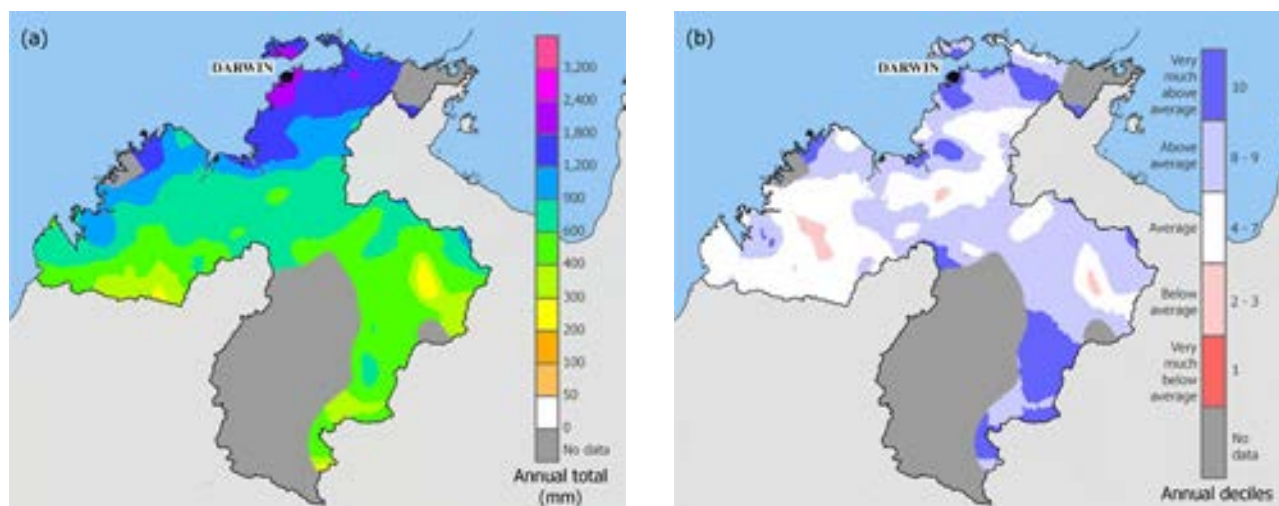 (a)
DARWIN
3,200
2,400
1,800
1,200
900
600
400
300
200
100
50
0
No data
Annual total
(mm)
(b)
DARWIN
Very
much
above
average
10
Above
average
8 - 9
Average
4 - 7
Below
average
2 - 3
Very
much
below
average
1
No
data
Annual deciles